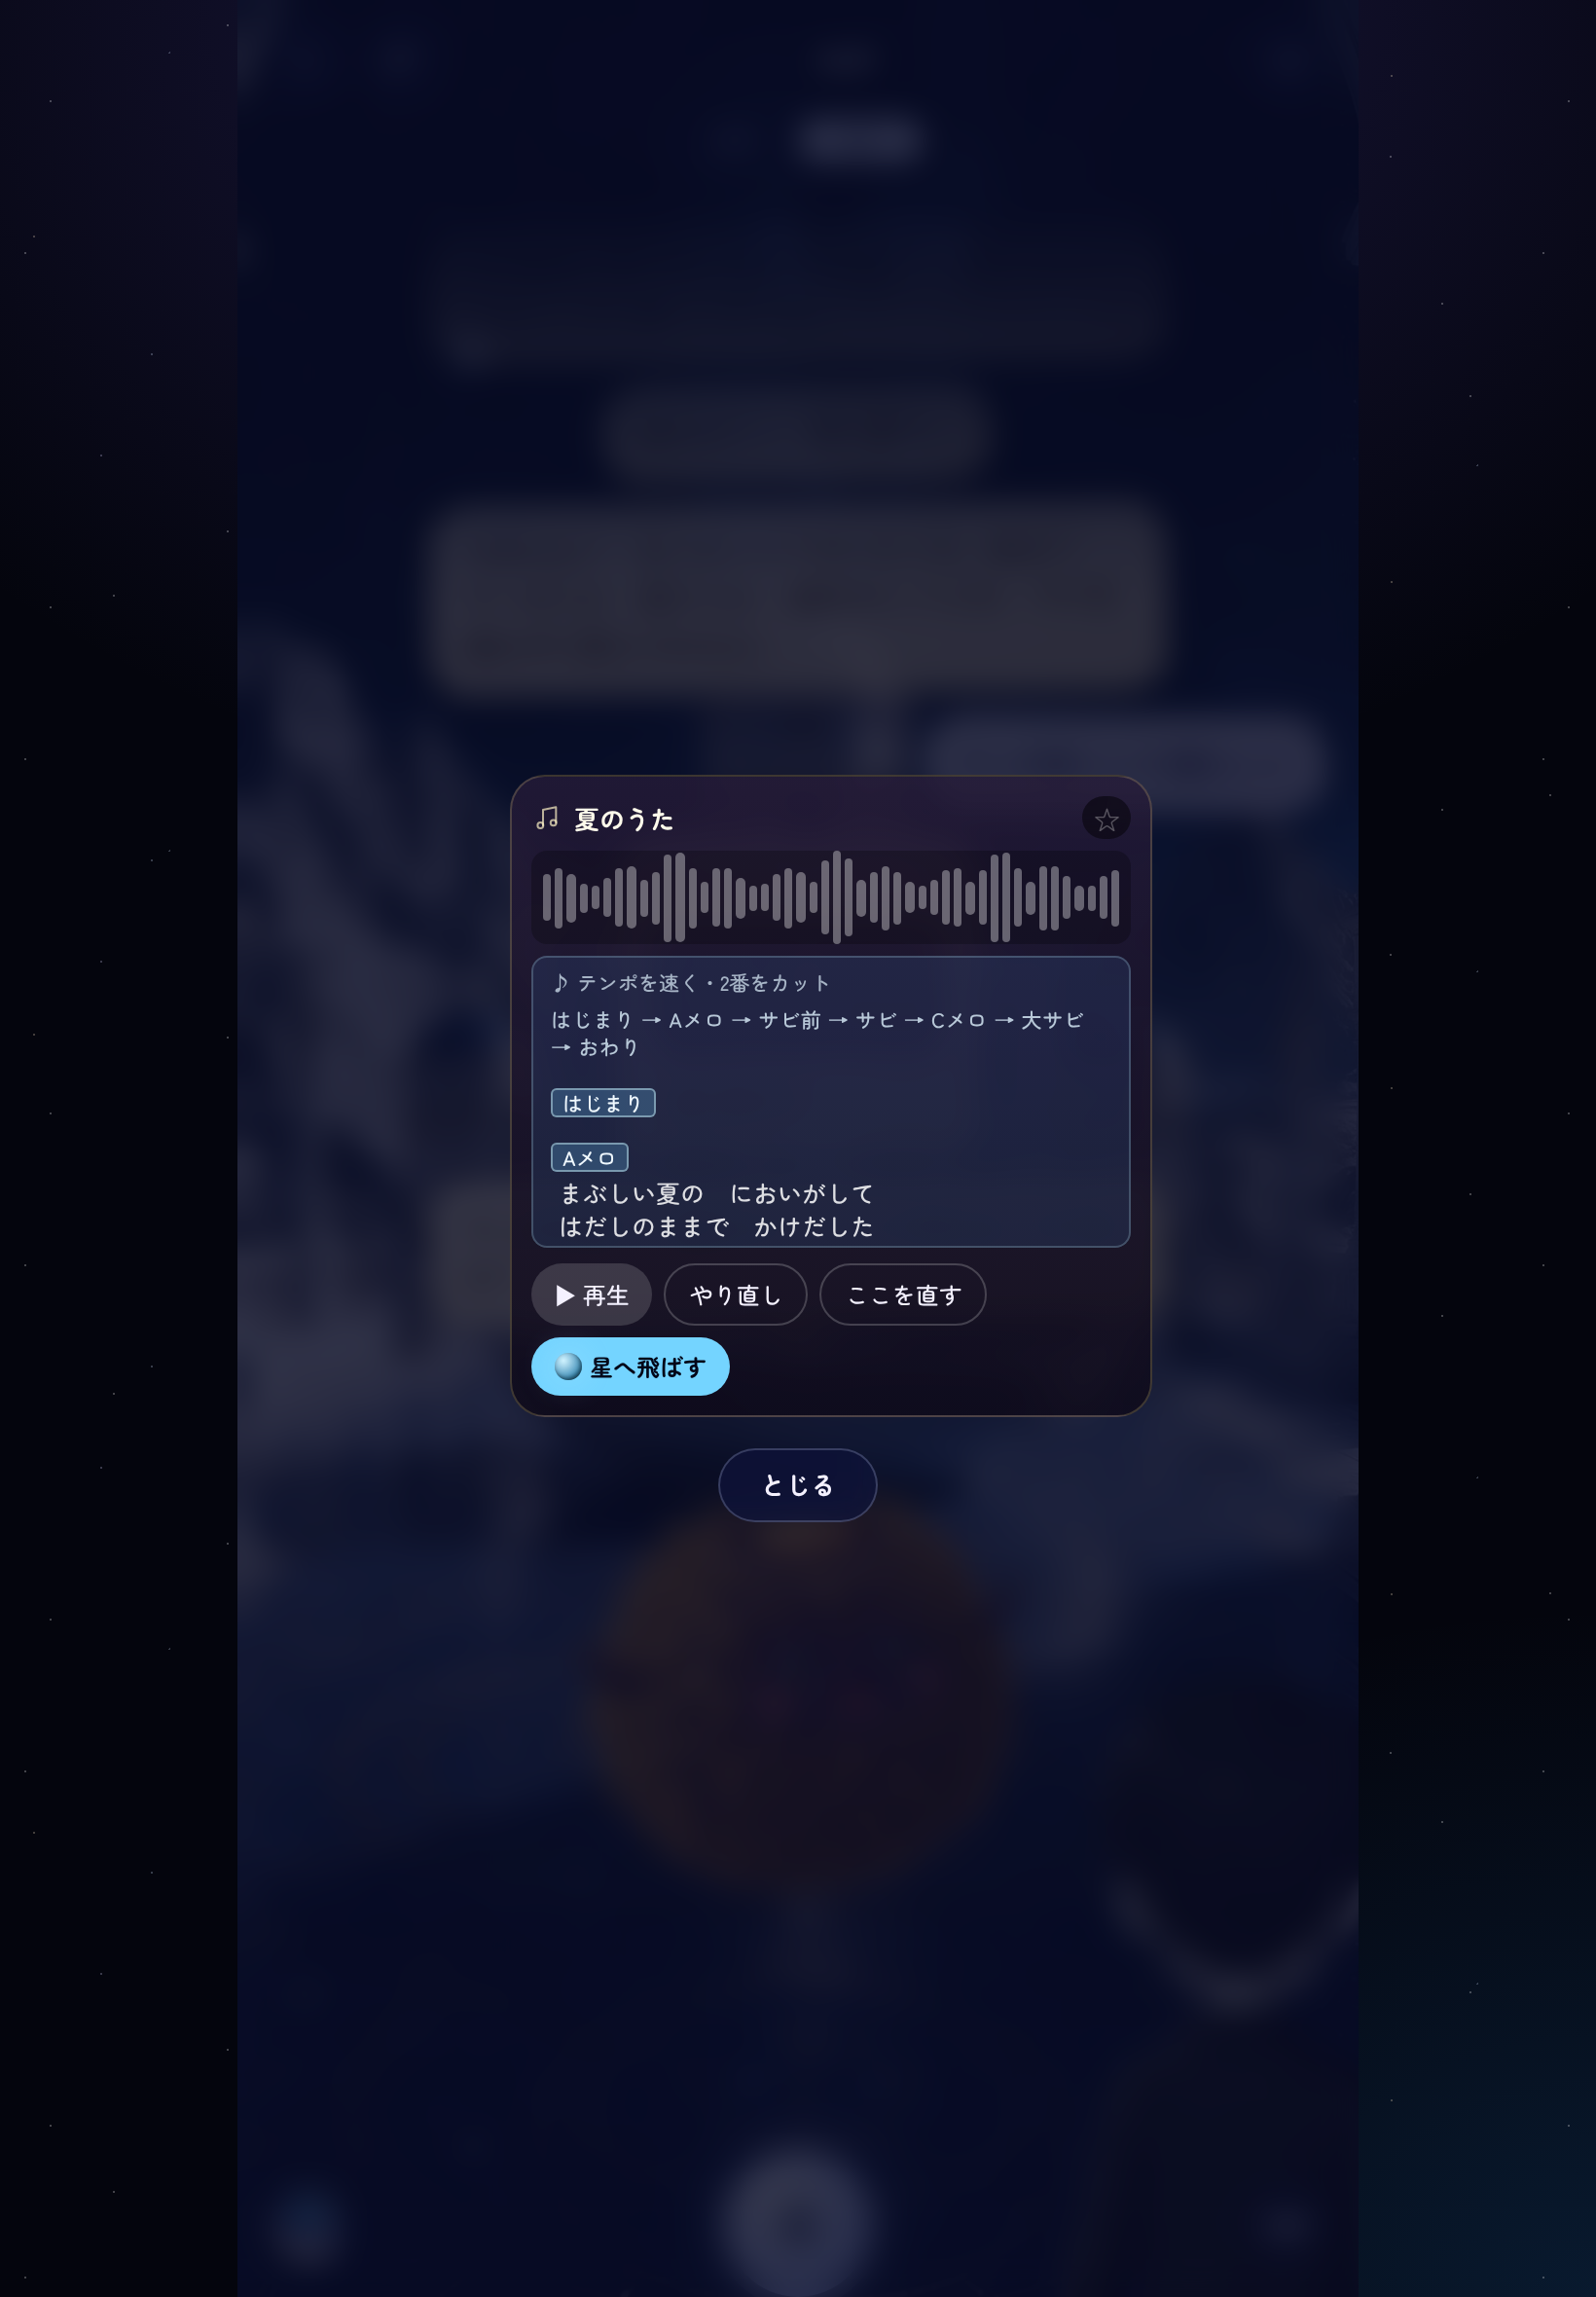 夏のうた
♪ テンポを速く・2番をカット
はじまり → Aメロ → サビ前 → サビ → Cメロ → 大サビ
→ おわり
はじまり
Aメロ
まぶしい夏の　においがして
はだしのままで　かけだした
▶ 再生
やり直し
ここを直す
星へ飛ばす
とじる